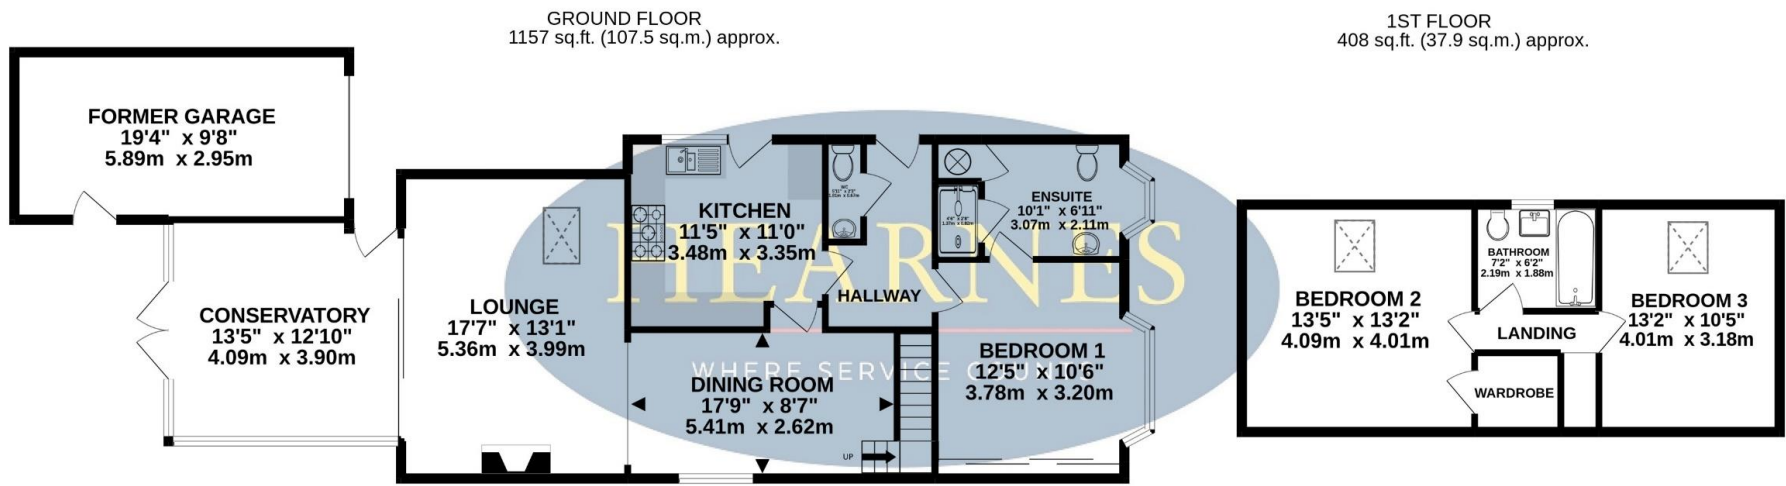 GROUND FLOOR
1157 sq.ft. (107.5 sq.m.) approx.
1ST FLOOR
408 sq.ft. (37.9 sq.m.) approx.
FORMER GARAGE
19'4" x 9'8"
5.89m x 2.95m
CONSERVATORY
13'5" x 12'10"
4.09m x 3.90m
LOUNGE
17'7" x 13'1"
5.36m x 3.99m
KITCHEN
11'5" x 11'0"
3.48m x 3.35m
WC
HALLWAY
ENSUITE
10'1" x 6'11"
3.07m x 2.11m
HEARNES
WHERE SERVICE COUNTS
DINING ROOM
17'9" x 8'7"
5.41m x 2.62m
UP
BEDROOM 1
12'5" x 10'6"
3.78m x 3.20m
BEDROOM 2
13'5" x 13'2"
4.09m x 4.01m
BATHROOM
7'2" x 6'2"
2.19m x 1.88m
LANDING
WARDROBE
BEDROOM 3
13'2" x 10'5"
4.01m x 3.18m